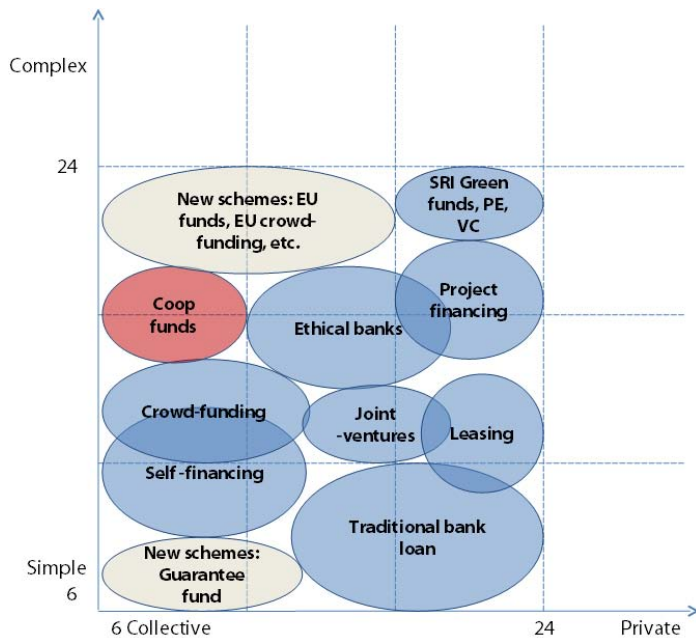 Complex
24
New schemes: EU
funds, EU crowd-
funding, etc.
SRI Green
funds, PE,
VC
Coop
funds
Ethical banks
Project
financing
Crowd-funding
Joint
-ventures
Leasing
Self -financing
Traditional bank
loan
New schemes:
Guarantee
fund
Simple
6
6 Collective
24
Private